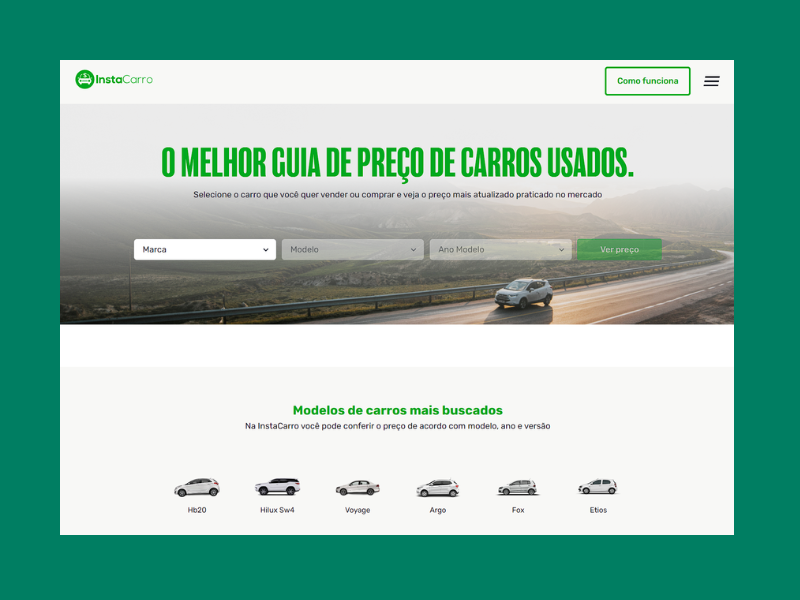 InstaCarro
Como funciona
O MELHOR GUIA DE PREÇO DE CARROS USADOS.
Selecione o carro que você quer vender ou comprar e veja o preço mais atualizado praticado no mercado
Marca
Modelo
Ano Modelo
Ver preço
Modelos de carros mais buscados
Na InstaCarro você pode conferir o preço de acordo com modelo, ano e versão
Hb20
Hilux Sw4
Voyage
Argo
Fox
Etios